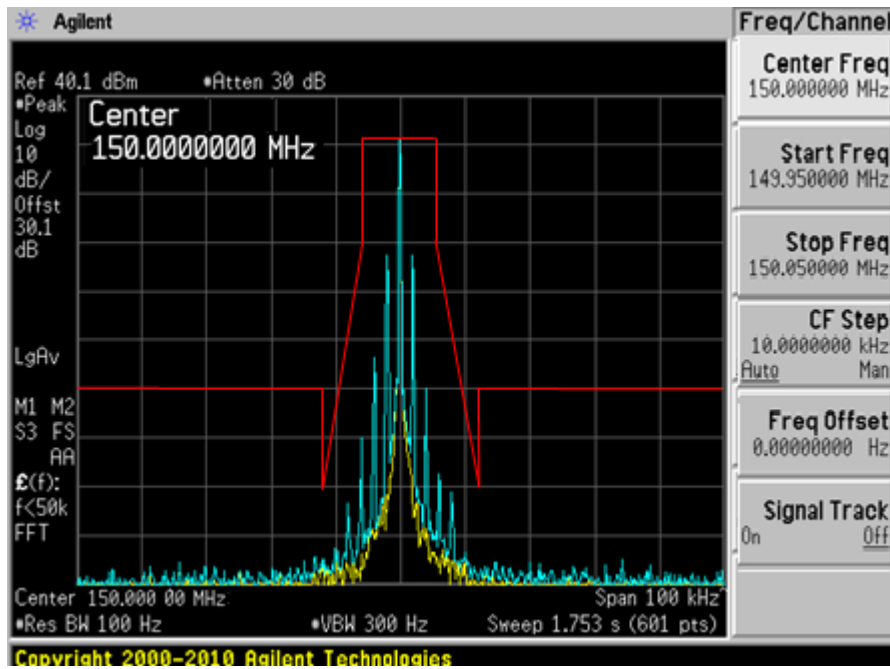 Agilent
Freq/Channel
Ref 40.1 dBm •Atten 30 dB
•Peak
Log
10
dB/
Offst
30.1
dB
Center
150.0000000 MHz
LgAv
M1 M2
S3 FS
AA
£(f):
f<50k
FFT
Center 150.000 00 MHz Span 100 kHz
•Res BW 100 Hz •VBW 300 Hz Sweep 1.753 s (601 pts)
Copyright 2000-2010 Agilent Technologies
Center Freq
150.000000 MHz
Start Freq
149.950000 MHz
Stop Freq
150.050000 MHz
CF Step
10.0000000 kHz
Auto Man
Freq Offset
0.00000000 Hz
Signal Track
On Off